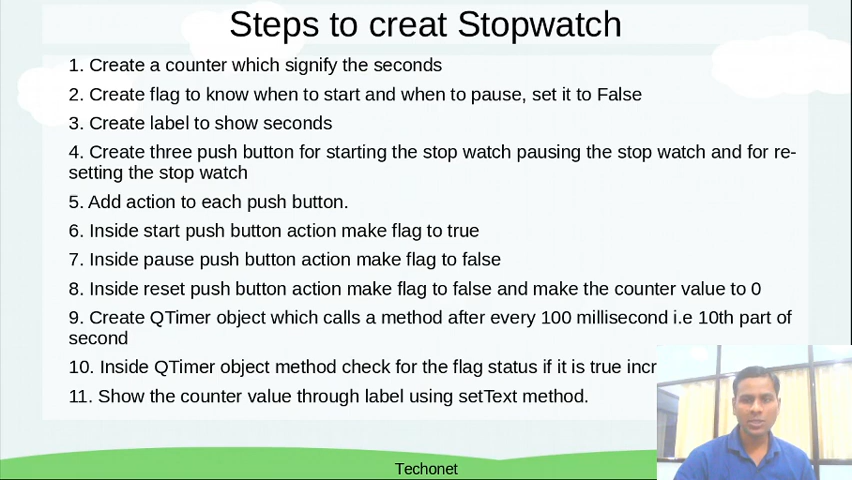 Steps to creat Stopwatch
1. Create a counter which signify the seconds
2. Create flag to know when to start and when to pause, set it to False
3. Create label to show seconds
4. Create three push button for starting the stop watch pausing the stop watch and for re-
setting the stop watch
5. Add action to each push button.
6. Inside start push button action make flag to true
7. Inside pause push button action make flag to false
8. Inside reset push button action make flag to false and make the counter value to 0
9. Create QTimer object which calls a method after every 100 millisecond i.e 10th part of
second
10. Inside QTimer object method check for the flag status if it is true
11. Show the counter value through label using setText method.
Techonet